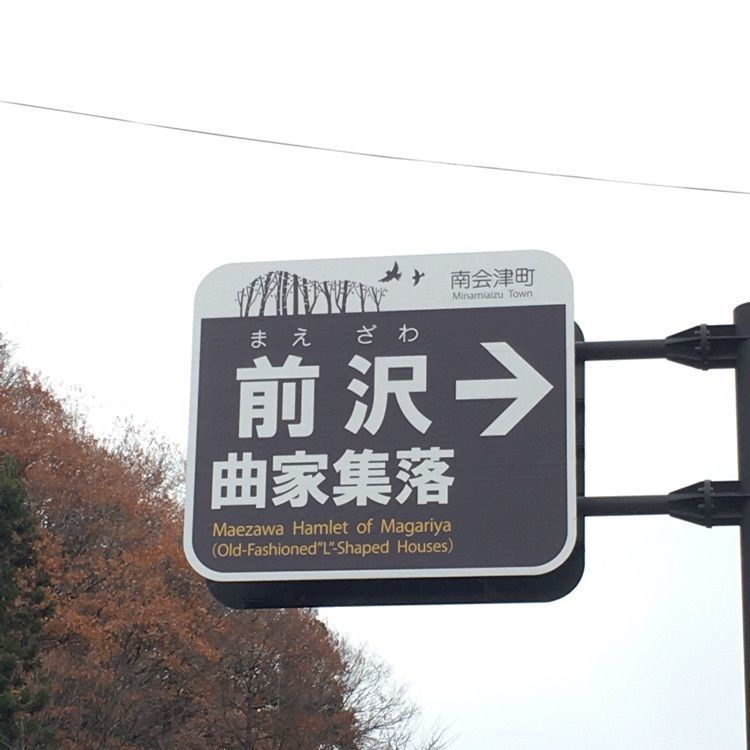 南会津町
Minamiaizu Town
まえ ざわ
前沢
曲家集落
Maezawa Hamlet of Magariya
(Old-Fashioned"L"-Shaped Houses)